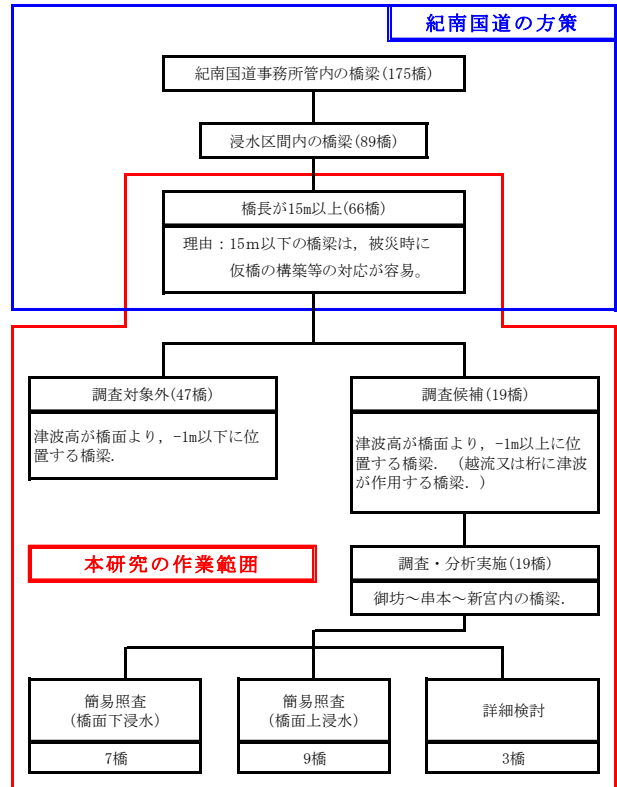 紀南国道の方策
紀南国道事務所管内の橋梁(175橋)
浸水区間内の橋梁(89橋)
橋長が15m以上(66橋)
理由：15ｍ以下の橋梁は，被災時に
仮橋の構築等の対応が容易。
調査対象外(47橋)
津波高が橋面より，-1m以下に位
置する橋梁．
調査候補(19橋)
津波高が橋面より，-1m以上に位
置する橋梁．（越流又は桁に津波
が作用する橋梁．）
本研究の作業範囲
調査・分析実施(19橋)
御坊～串本～新宮内の橋梁．
簡易照査
(橋面下浸水)
7橋
簡易照査
(橋面上浸水)
9橋
詳細検討
3橋